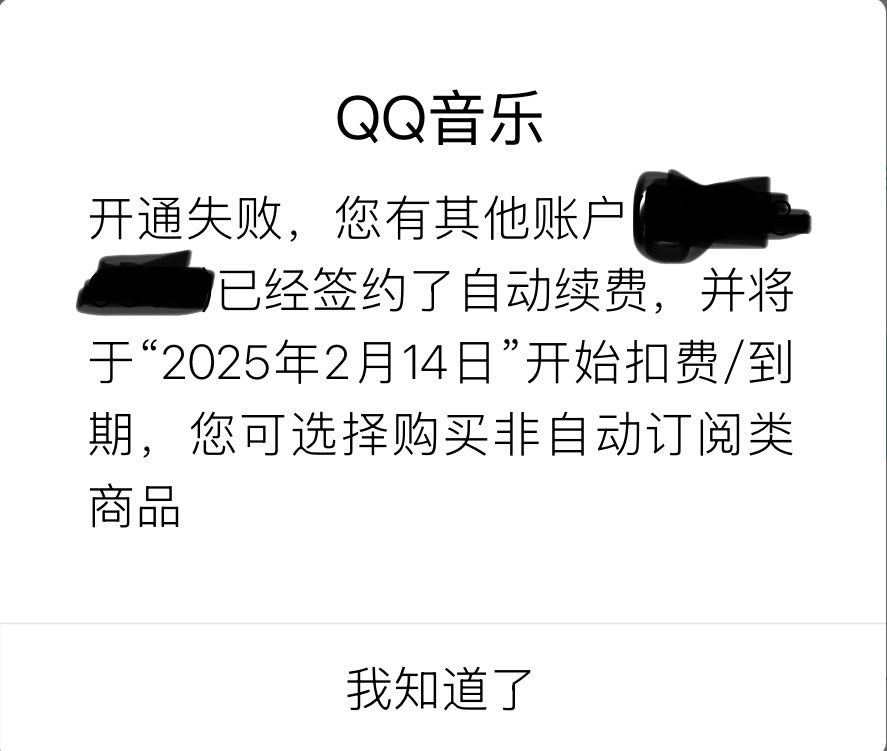 QQ音乐
开通失败，您有其他账户
已经签约了自动续费，并将
于“2025年2月14日”开始扣费/到
期，您可选择购买非自动订阅类
商品
我知道了